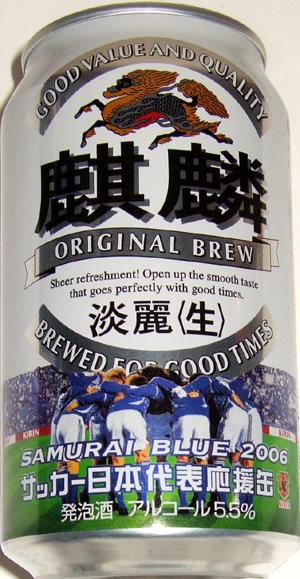 GOOD VALUE AND QUALITY
麒麟
ORIGINAL BREW
Sheer refreshment! Open up the smooth taste
that goes perfectly with good times.
淡麗〈生〉
BREWED FOR GOOD TIMES
KIRIN
KIRIN
SAMURAI BLUE 2006
サッカー日本代表応援缶
発泡酒 アルコール5.5%